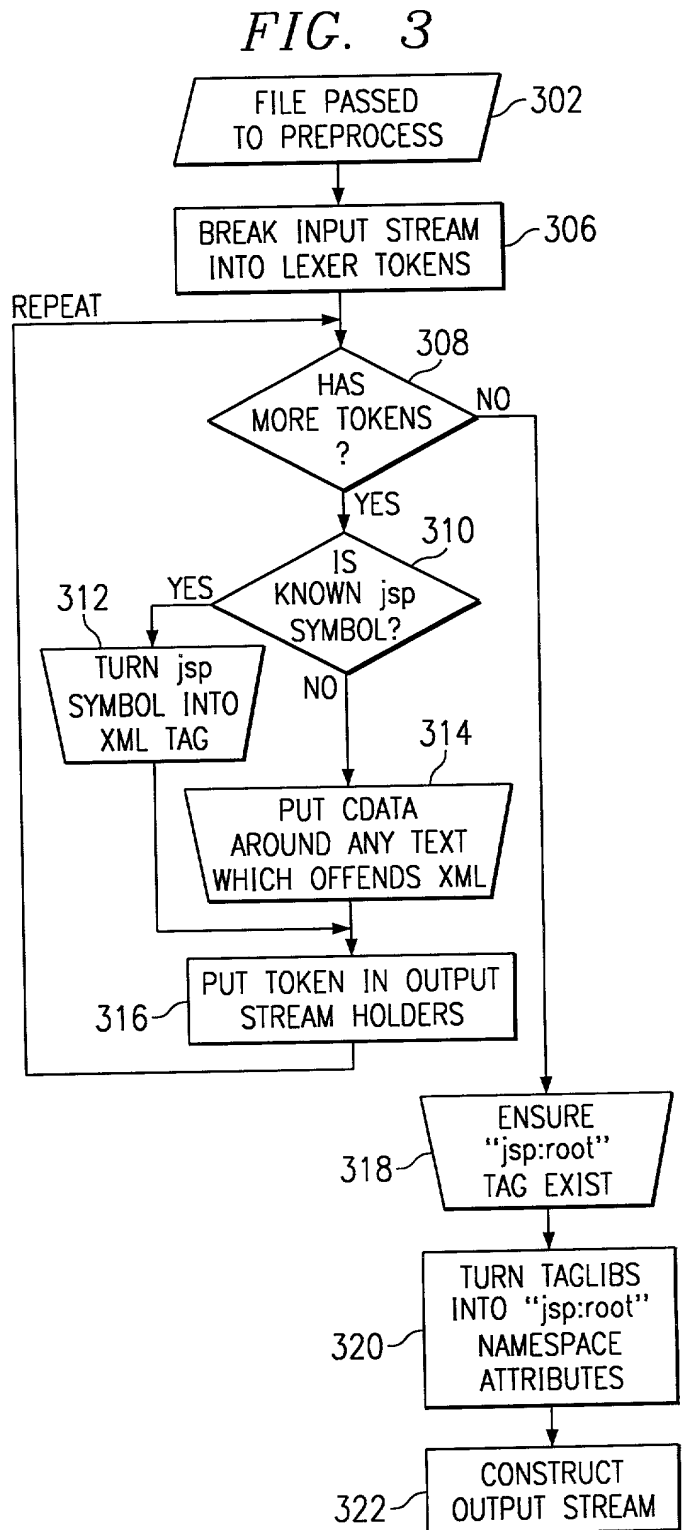 FIG. 3
FILE PASSED
TO PREPROCESS
302
BREAK INPUT STREAM
INTO LEXER TOKENS
306
REPEAT
308
HAS
MORE TOKENS
?
NO
YES
310
IS
KNOWN jsp
SYMBOL?
YES
312
TURN jsp
SYMBOL INTO
XML TAG
NO
314
PUT CDATA
AROUND ANY TEXT
WHICH OFFENDS XML
PUT TOKEN IN OUTPUT
STREAM HOLDERS
316
ENSURE
“jsp:root”
TAG EXIST
318
TURN TAGLIBS
INTO “jsp:root”
NAMESPACE
ATTRIBUTES
320
CONSTRUCT
OUTPUT STREAM
322